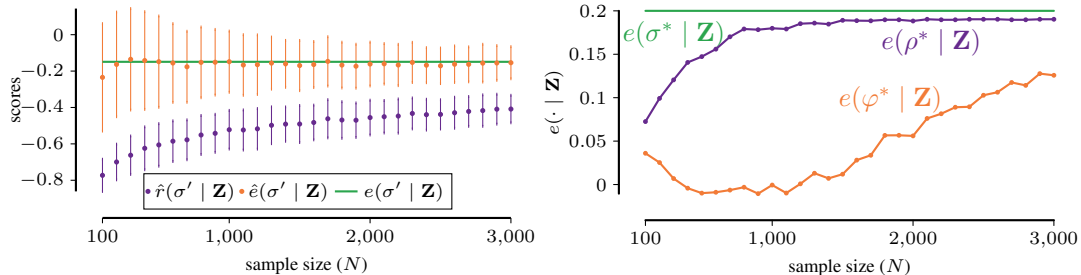 0
−0.2
−0.4
−0.6
−0.8
scores
r̂(σ′ | Z) ê(σ′ | Z) e(σ′ | Z)
100 1,000 2,000 3,000
sample size (N)
0.2
0.15
0.1
0.05
0
e(· | Z)
e(σ* | Z)
e(ρ* | Z)
e(φ* | Z)
100 1,000 2,000 3,000
sample size (N)